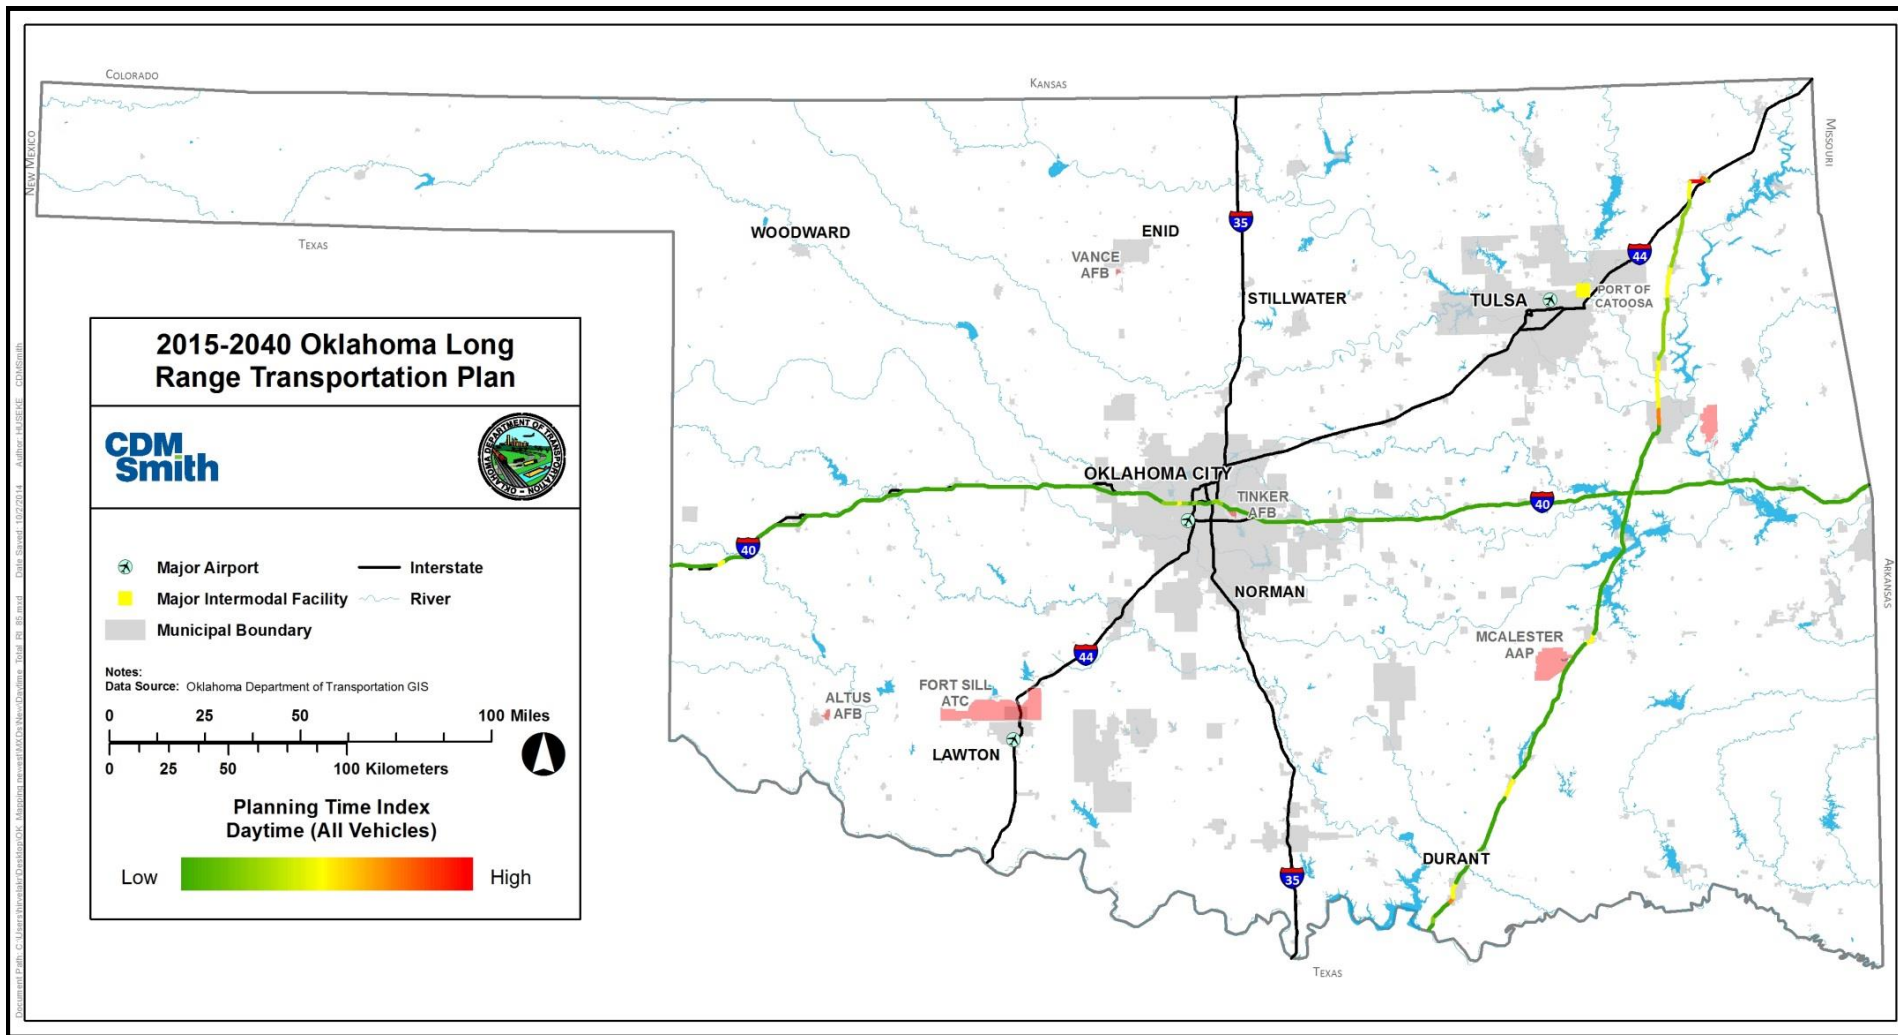 COLORADO
KANSAS
NEW MEXICO
MISSOURI
TEXAS
WOODWARD
ENID
35
VANCE
AFB
44
STILLWATER
TULSA
PORT OF
CATOOSA
2015-2040 Oklahoma Long
Range Transportation Plan
CDM
Smith
OKLAHOMA DEPARTMENT OF TRANSPORTATION
OKLAHOMA CITY
TINKER
AFB
40
40
Major Airport
Interstate
Major Intermodal Facility
River
Municipal Boundary
NORMAN
ARKANSAS
MCALESTER
AAP
44
Notes:
Data Source: Oklahoma Department of Transportation GIS
ALTUS
AFB
FORT SILL
ATC
0 25 50 100 Miles
0 25 50 100 Kilometers
LAWTON
Planning Time Index
Daytime (All Vehicles)
Low
High
DURANT
35
TEXAS